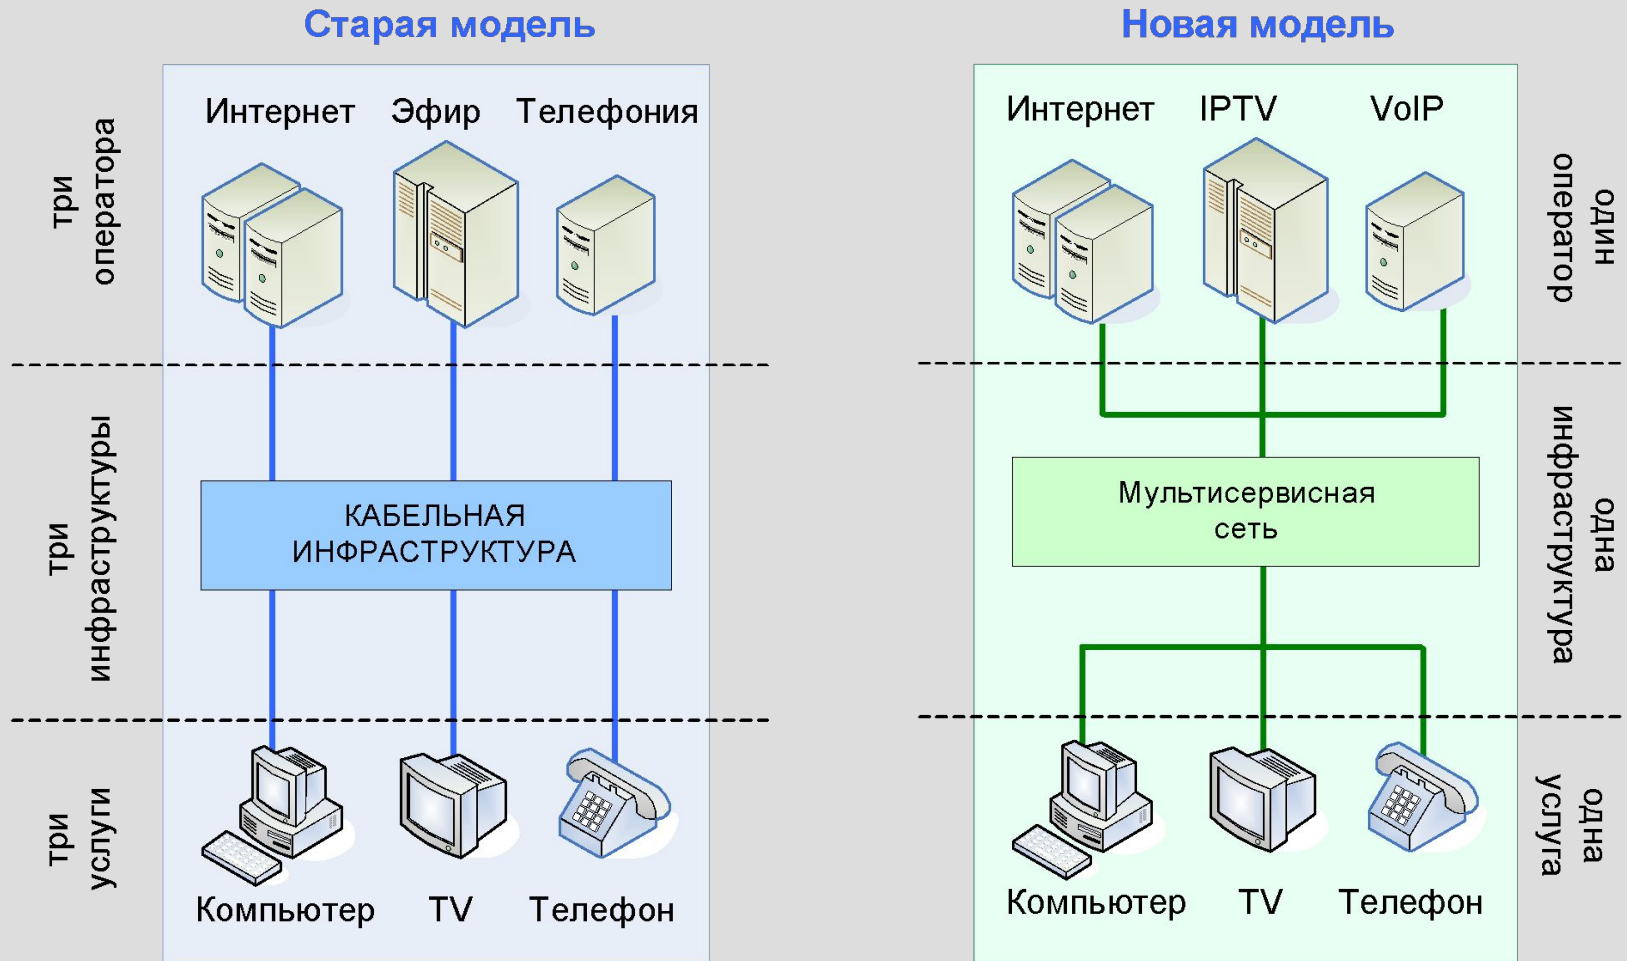 Старая модель
Интернет Эфир Телефония
три
оператора
три
инфраструктуры
КАБЕЛЬНАЯ
ИНФРАСТРУКТУРА
три
услуги
Компьютер TV Телефон
Новая модель
Интернет IPTV VoIP
один
оператор
одна
инфраструктура
Мультисервисная
сеть
одна
услуга
Компьютер TV Телефон